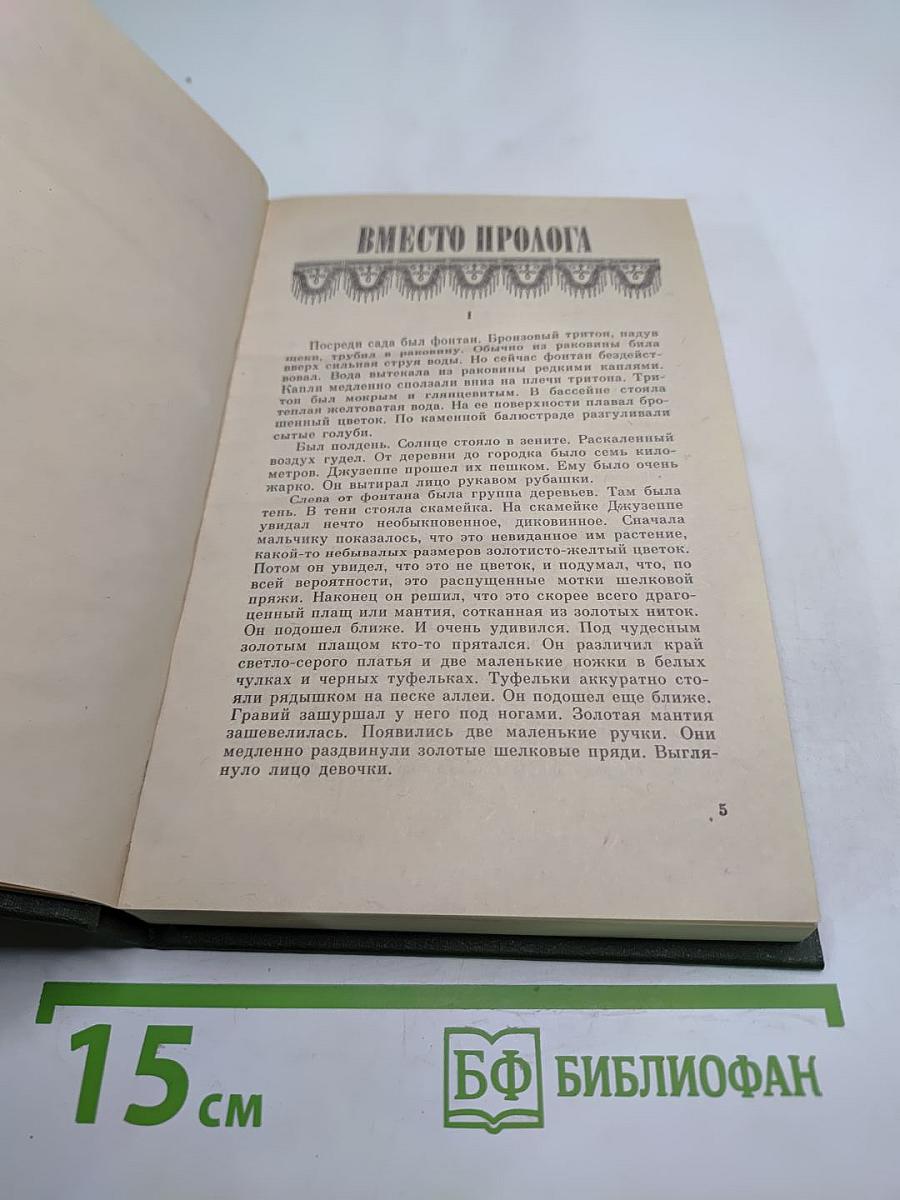 ВМЕСТО ПРОЛОГА
I
Посреди сада был фонтан. Бронзовый тритон, надув
щеки, трубил в раковину. Обычно из раковины била
вверх сильная струя воды. Но сейчас фонтан бездейст-
вовал. Вода вытекала из раковины редкими каплями.
Капли медленно сползали вниз на плечи тритона. Три-
тон был мокрым и глянцевитым. В бассейне стояла
теплая желтоватая вода. На ее поверхности плавал бро-
шенный цветок. По каменной балюстраде разгуливали
сытые голуби.
Был полдень. Солнце стояло в зените. Раскаленный
воздух гудел. От деревни до городка было семь кило-
метров. Джузеппе прошел их пешком. Ему было очень
жарко. Он вытирал лицо рукавом рубашки.
Слева от фонтана была группа деревьев. Там была
тень. В тени стояла скамейка. На скамейке Джузеппе
увидал нечто необыкновенное, диковинное. Сначала
мальчику показалось, что это невиданное им растение,
какой-то небывалых размеров золотисто-желтый цветок.
Потом он увидел, что это не цветок, и подумал, что, по
всей вероятности, это распущенные мотки шелковой
пряжи. Наконец он решил, что это скорее всего драго-
ценный плащ или мантия, сотканная из золотых ниток.
Он подошел ближе. И очень удивился. Под чудесным
золотым плащом кто-то прятался. Он различил край
светло-серого платья и две маленькие ножки в белых
чулках и черных туфельках. Туфельки аккуратно сто-
яли рядышком на песке аллеи. Он подошел еще ближе.
Гравий зашуршал у него под ногами. Золотая мантия
зашевелилась. Появились две маленькие ручки. Они
медленно раздвинули золотые шелковые пряди. Выгля-
нуло лицо девочки.
5
15 см
БФ БИБЛИОФАН